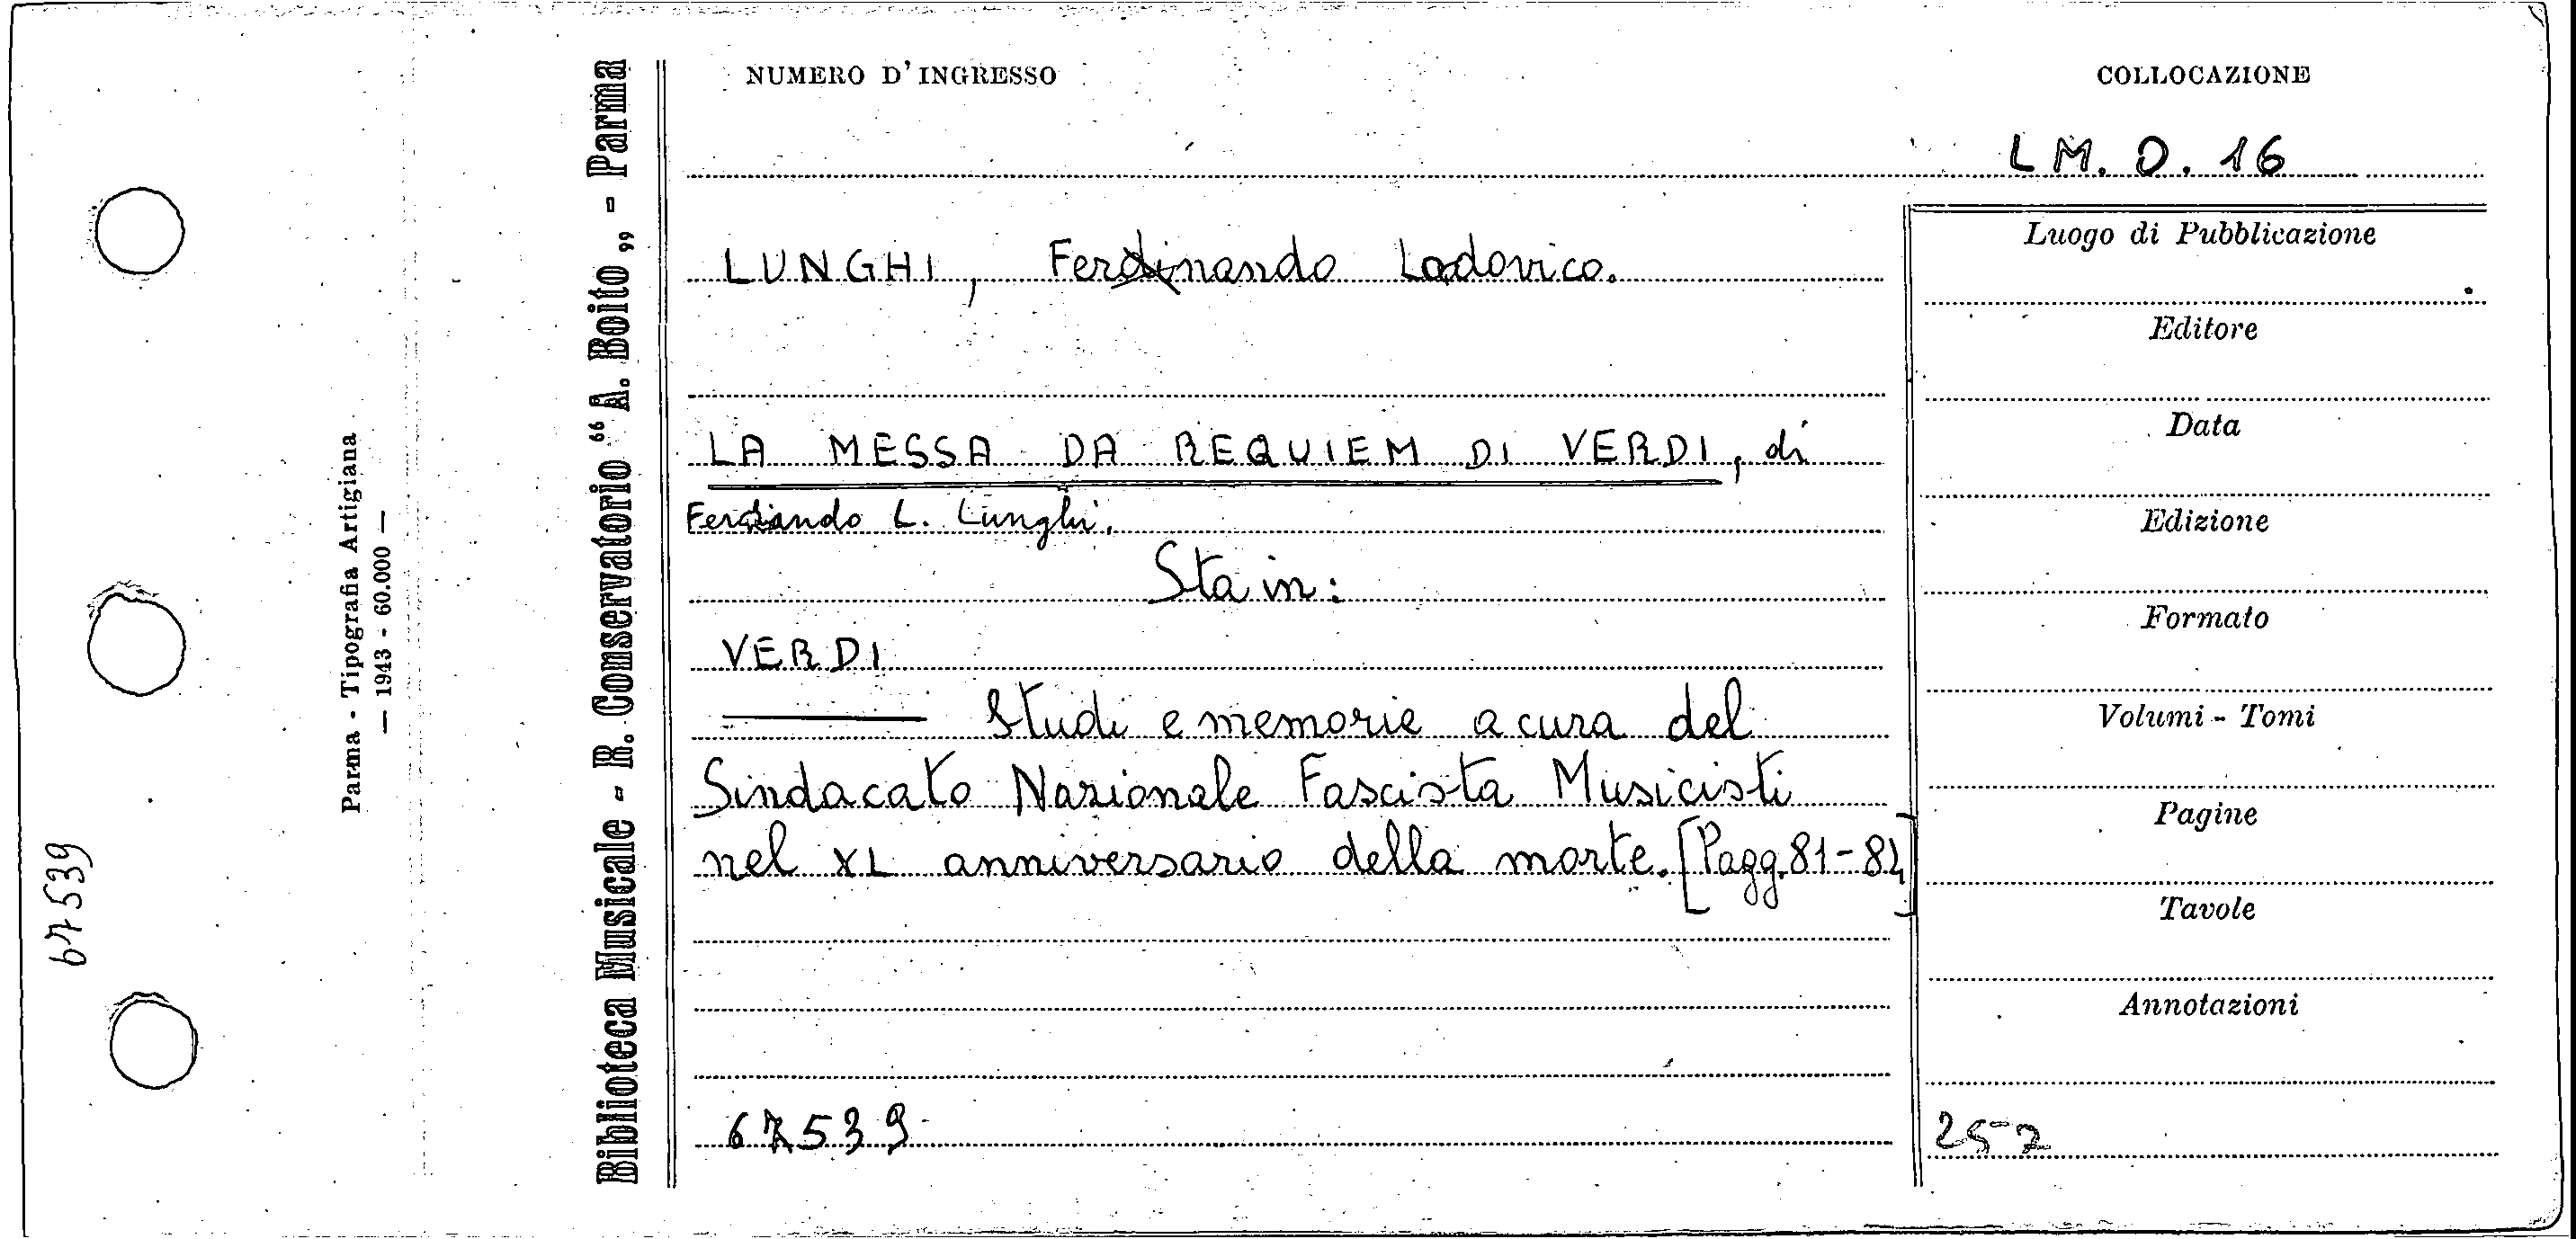 NUMERO D'INGRESSO
COLLOCAZIONE
LM. O. 16
LUNGHI, Ferdinando Lodovico.
LA MESSA DA REQUIEM DI VERDI, di
Ferdinando L. Lunghi.
Sta in:
VERDI
——— Studi e memorie a cura del
Sindacato Nazionale Fascista Musicisti
nel XL anniversario della morte. [Pagg. 81-84]
67539
Luogo di Pubblicazione
Editore
Data
Edizione
Formato
Volumi - Tomi
Pagine
Tavole
Annotazioni
Biblioteca Musicale - R. Conservatorio “A. Boito„ - Parma
Parma - Tipografia Artigiana
— 1943 - 60.000 —
67539